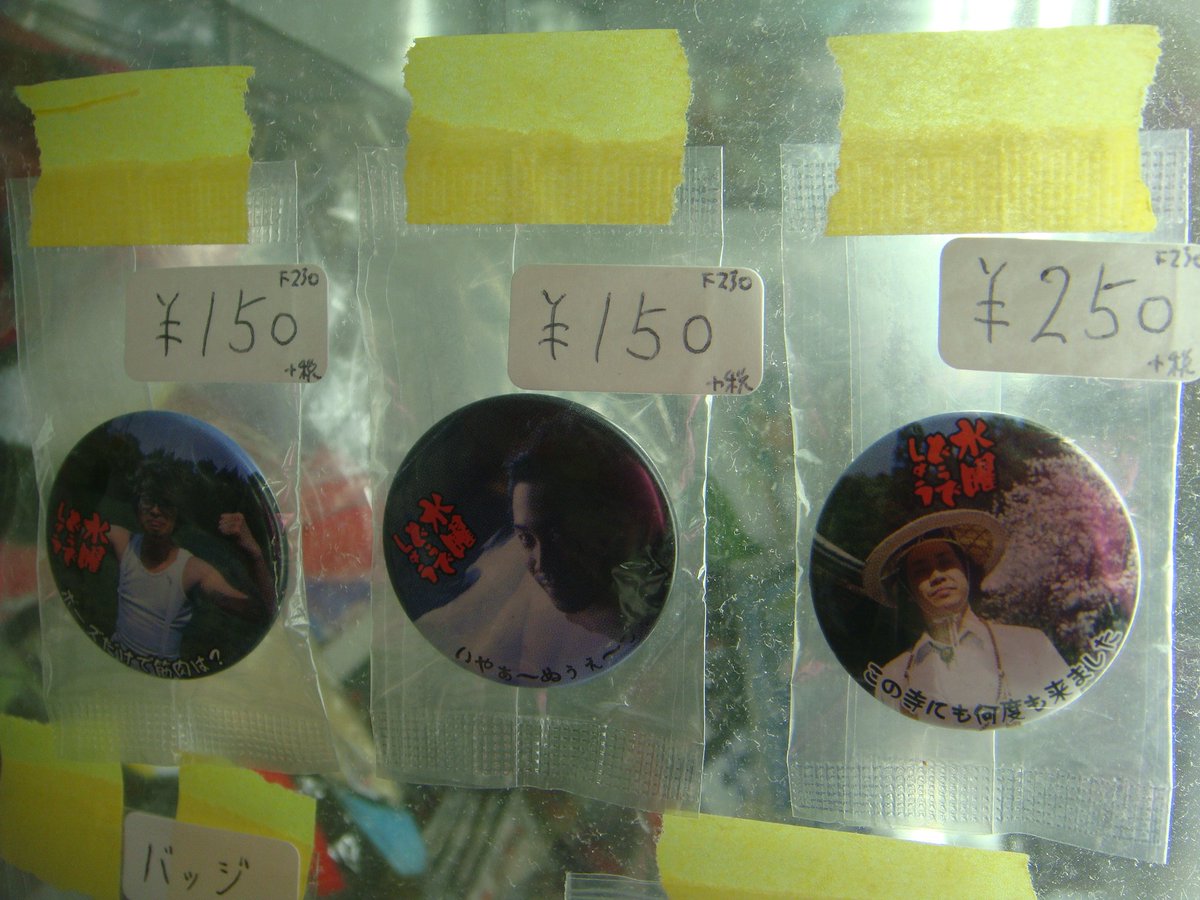 F230
¥150
+税
F230
¥150
+税
F230
¥250
+税
水曜
どうで
しょう
ポーズだけで筋肉は?
水曜
どうで
しょう
いやぁ〜ぬぅぇ〜
水曜
どうで
しょう
この寺にも何度も来ました
バッジ